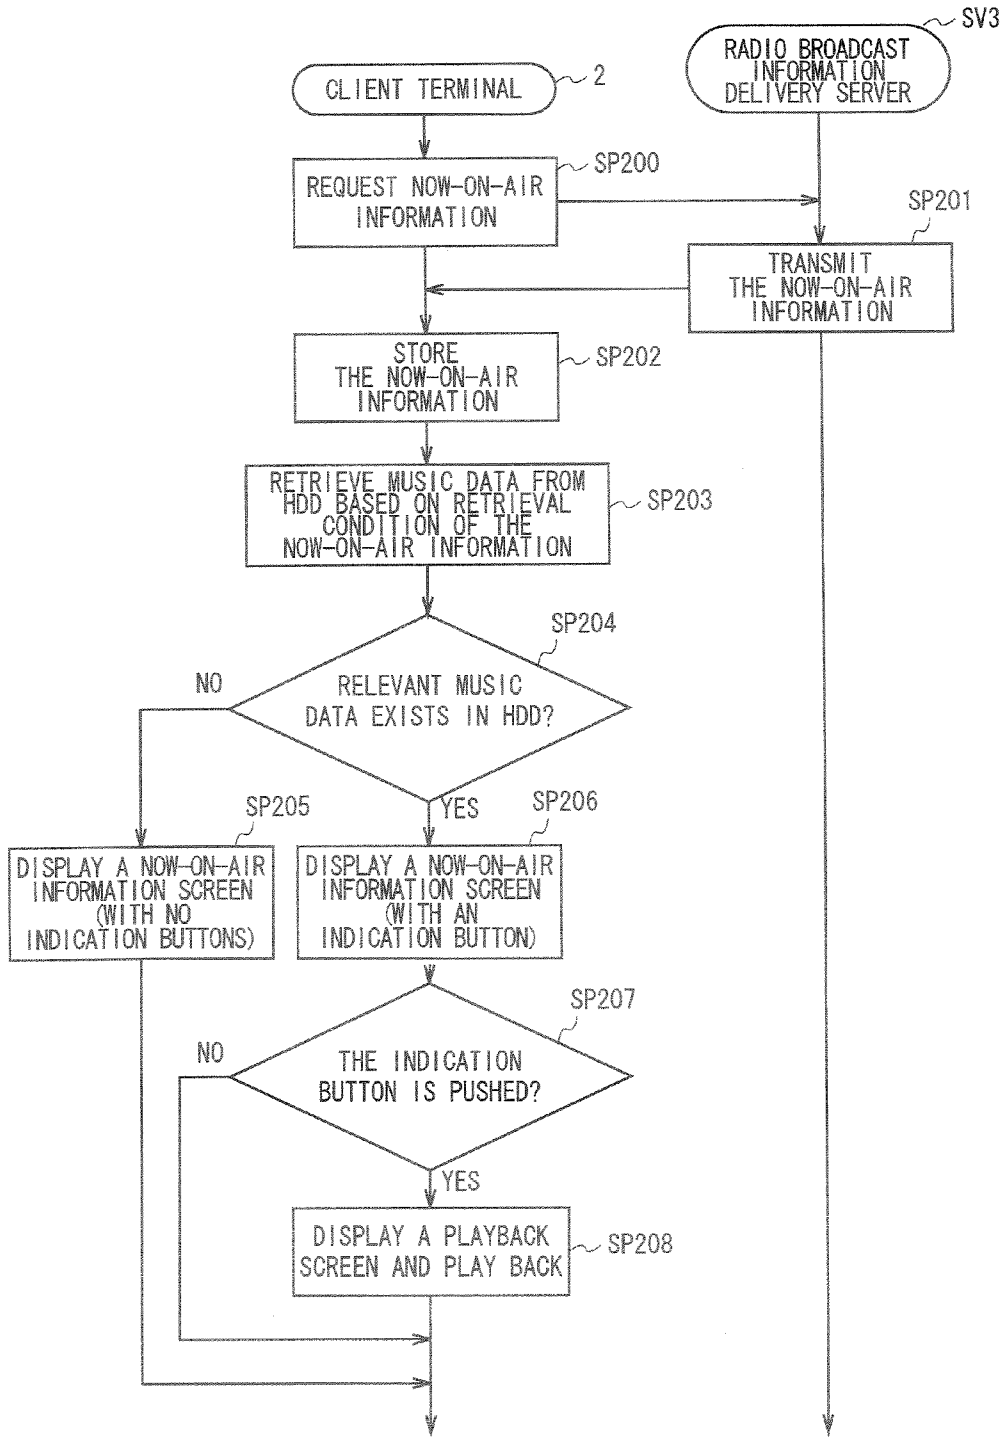 SV3
RADIO BROADCAST
INFORMATION
DELIVERY SERVER
CLIENT TERMINAL
2
SP200
REQUEST NOW-ON-AIR
INFORMATION
SP201
TRANSMIT
THE NOW-ON-AIR
INFORMATION
SP202
STORE
THE NOW-ON-AIR
INFORMATION
SP203
RETRIEVE MUSIC DATA FROM
HDD BASED ON RETRIEVAL
CONDITION OF THE
NOW-ON-AIR INFORMATION
SP204
RELEVANT MUSIC
DATA EXISTS IN HDD?
NO
YES
SP205
DISPLAY A NOW-ON-AIR
INFORMATION SCREEN
(WITH NO
INDICATION BUTTONS)
SP206
DISPLAY A NOW-ON-AIR
INFORMATION SCREEN
(WITH AN
INDICATION BUTTON)
SP207
THE INDICATION
BUTTON IS PUSHED?
NO
YES
SP208
DISPLAY A PLAYBACK
SCREEN AND PLAY BACK